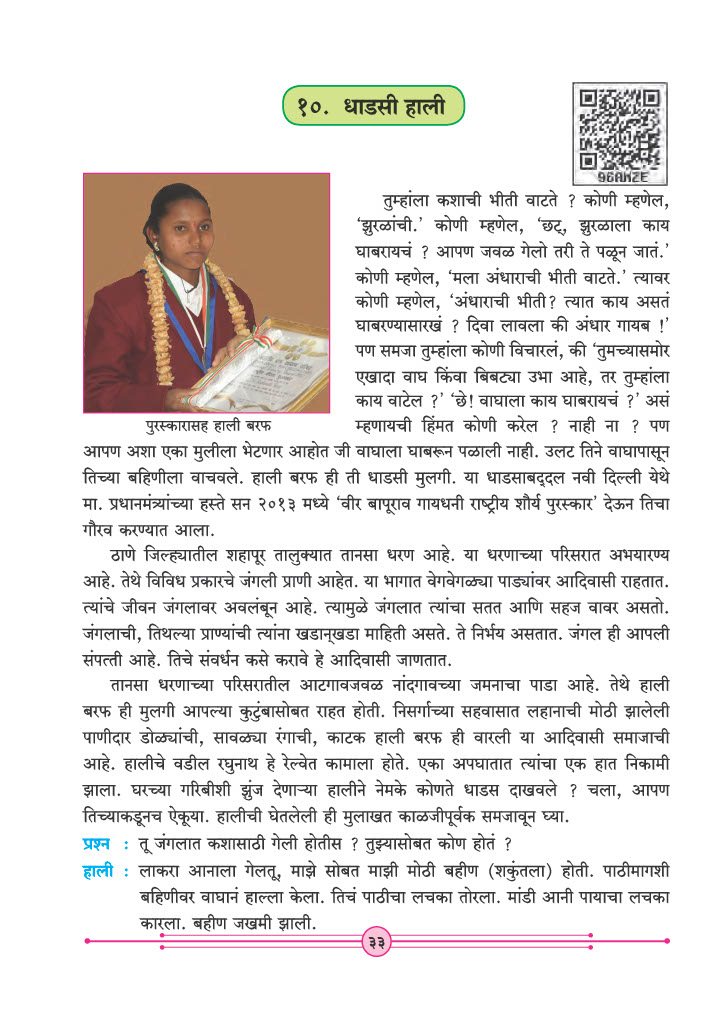 १०. धाडसी हाली
96AMZE
तुम्हांला कशाची भीती वाटते ? कोणी म्हणेल,
‘झुरळांची.’ कोणी म्हणेल, ‘छट्, झुरळाला काय
घाबरायचं ? आपण जवळ गेलो तरी ते पळून जातं.’
कोणी म्हणेल, ‘मला अंधाराची भीती वाटते.’ त्यावर
कोणी म्हणेल, ‘अंधाराची भीती? त्यात काय असतं
घाबरण्यासारखं ? दिवा लावला की अंधार गायब !’
पण समजा तुम्हांला कोणी विचारलं, की ‘तुमच्यासमोर
एखादा वाघ किंवा बिबट्या उभा आहे, तर तुम्हांला
काय वाटेल ?’ ‘छे! वाघाला काय घाबरायचं ?’ असं
पुरस्कारासह हाली बरफ
म्हणायची हिंमत कोणी करेल ? नाही ना ? पण
आपण अशा एका मुलीला भेटणार आहोत जी वाघाला घाबरून पळाली नाही. उलट तिने वाघापासून
तिच्या बहिणीला वाचवले. हाली बरफ ही ती धाडसी मुलगी. या धाडसाबद्दल नवी दिल्ली येथे
मा. प्रधानमंत्र्यांच्या हस्ते सन २०१३ मध्ये ‘वीर बापूराव गायधनी राष्ट्रीय शौर्य पुरस्कार’ देऊन तिचा
गौरव करण्यात आला.
ठाणे जिल्ह्यातील शहापूर तालुक्यात तानसा धरण आहे. या धरणाच्या परिसरात अभयारण्य
आहे. तेथे विविध प्रकारचे जंगली प्राणी आहेत. या भागात वेगवेगळ्या पाड्यांवर आदिवासी राहतात.
त्यांचे जीवन जंगलावर अवलंबून आहे. त्यामुळे जंगलात त्यांचा सतत आणि सहज वावर असतो.
जंगलाची, तिथल्या प्राण्यांची त्यांना खडान्‌खडा माहिती असते. ते निर्भय असतात. जंगल ही आपली
संपत्ती आहे. तिचे संवर्धन कसे करावे हे आदिवासी जाणतात.
तानसा धरणाच्या परिसरातील आटगावजवळ नांदगावच्या जमनाचा पाडा आहे. तेथे हाली
बरफ ही मुलगी आपल्या कुटुंबासोबत राहत होती. निसर्गाच्या सहवासात लहानाची मोठी झालेली
पाणीदार डोळ्यांची, सावळ्या रंगाची, काटक हाली बरफ ही वारली या आदिवासी समाजाची
आहे. हालीचे वडील रघुनाथ हे रेल्वेत कामाला होते. एका अपघातात त्यांचा एक हात निकामी
झाला. घरच्या गरिबीशी झुंज देणाऱ्या हालीने नेमके कोणते धाडस दाखवले ? चला, आपण
तिच्याकडूनच ऐकूया. हालीची घेतलेली ही मुलाखत काळजीपूर्वक समजावून घ्या.
प्रश्न : तू जंगलात कशासाठी गेली होतीस ? तुझ्यासोबत कोण होतं ?
हाली : लाकरा आनाला गेलतू, माझे सोबत माझी मोठी बहीण (शकुंतला) होती. पाठीमागशी
बहिणीवर वाघानं हाल्ला केला. तिचं पाठीचा लचका तोरला. मांडी आनी पायाचा लचका
कारला. बहीण जखमी झाली.
३३